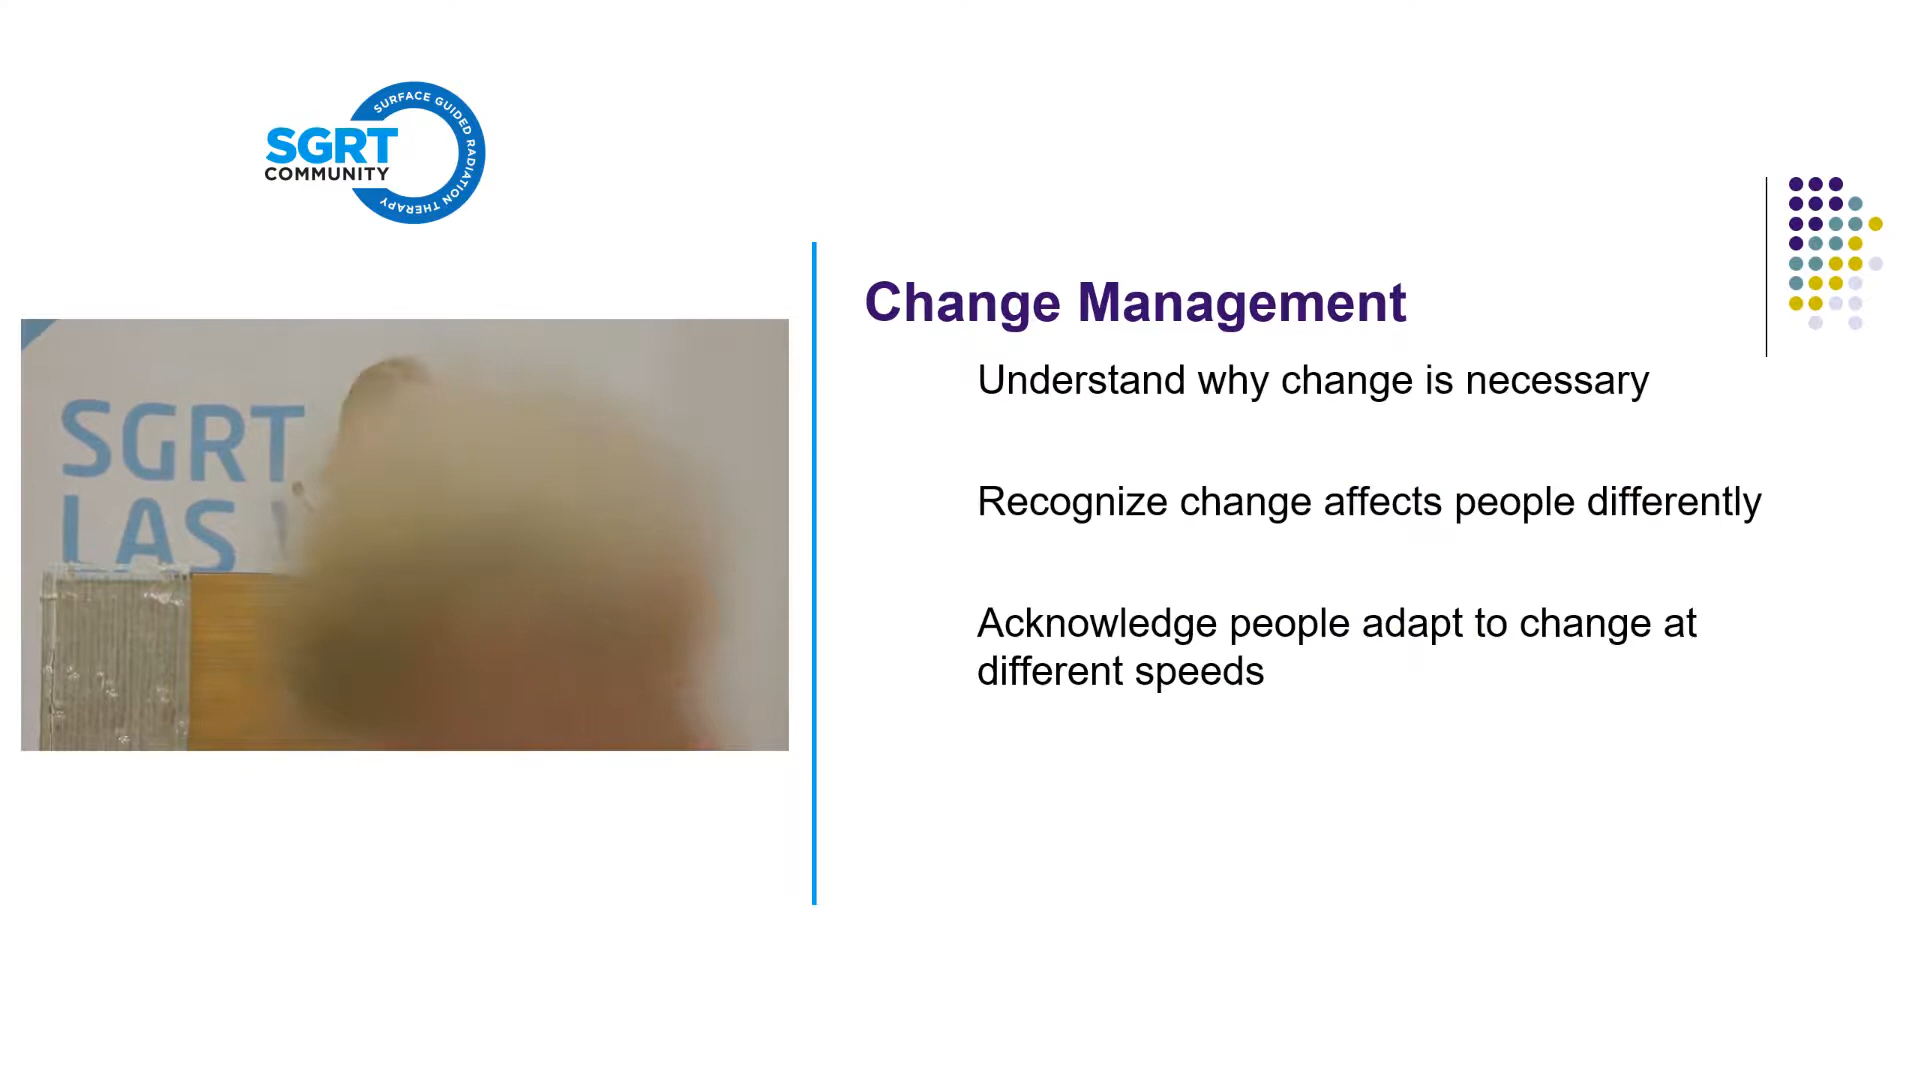 SURFACE GUIDED RADIATION THERAPY
SGRT
COMMUNITY
SGRT
LAS
Change Management
Understand why change is necessary
Recognize change affects people differently
Acknowledge people adapt to change at
different speeds